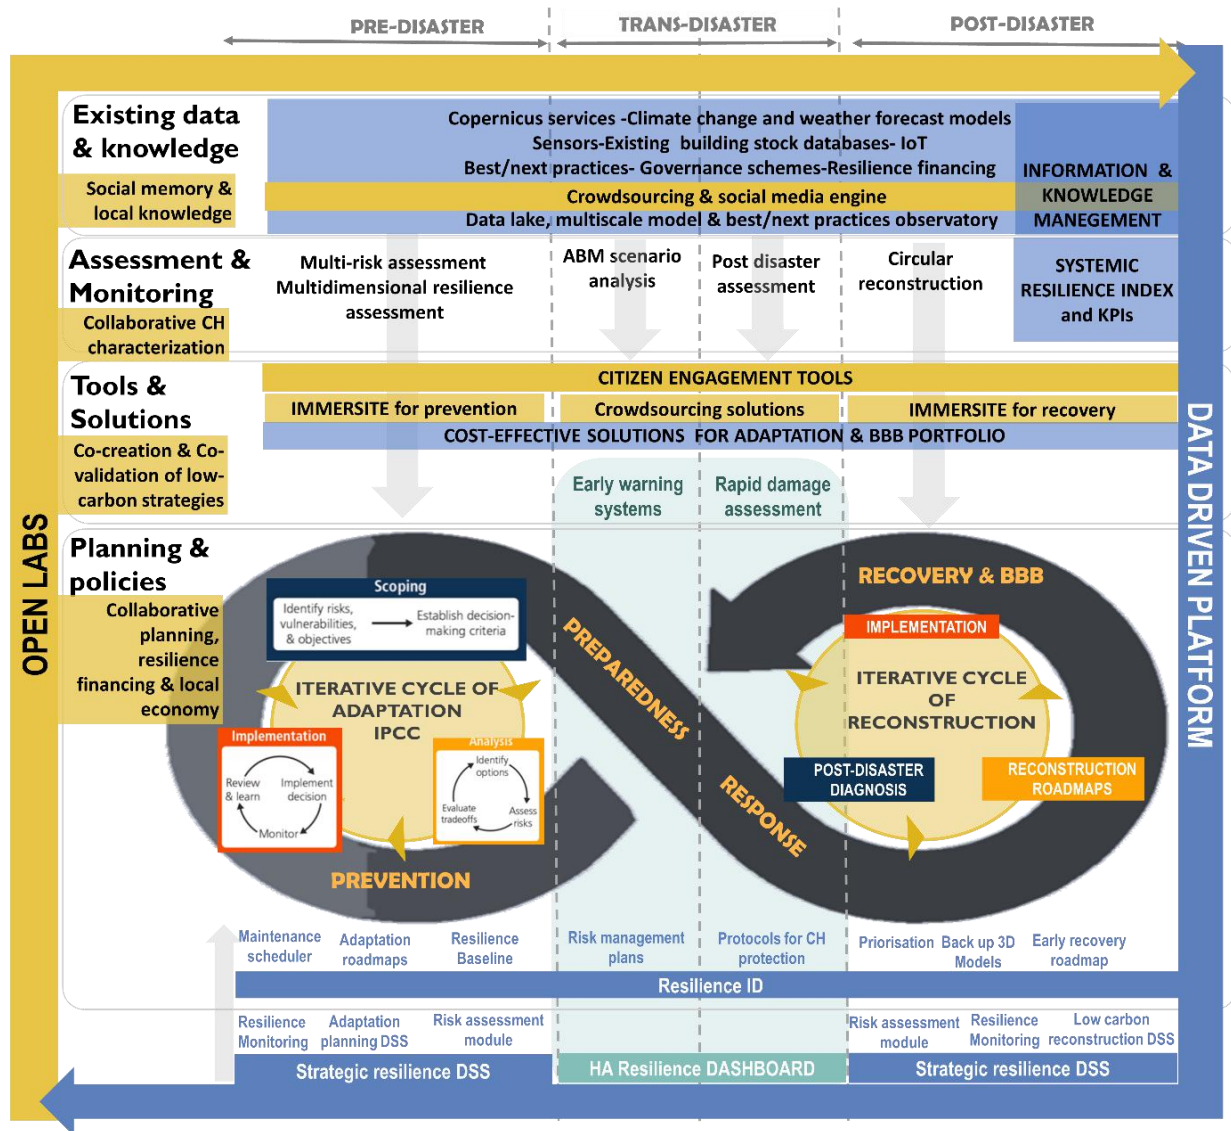 PRE-DISASTER
TRANS-DISASTER
POST-DISASTER
Existing data
& knowledge
Social memory &
local knowledge
Copernicus services -Climate change and weather forecast models
Sensors-Existing building stock databases- IoT
Best/next practices- Governance schemes-Resilience financing
Crowdsourcing & social media engine
Data lake, multiscale model & best/next practices observatory
INFORMATION &
KNOWLEDGE
MANEGEMENT
Assessment &
Monitoring
Collaborative CH
characterization
Multi-risk assessment
Multidimensional resilience
assessment
ABM scenario
analysis
Post disaster
assessment
Circular
reconstruction
SYSTEMIC
RESILIENCE INDEX
and KPIs
Tools &
Solutions
Co-creation & Co-
validation of low-
carbon strategies
CITIZEN ENGAGEMENT TOOLS
IMMERSITE for prevention
Crowdsourcing solutions
IMMERSITE for recovery
COST-EFFECTIVE SOLUTIONS FOR ADAPTATION & BBB PORTFOLIO
Early warning
systems
Rapid damage
assessment
Planning &
policies
Collaborative
planning,
resilience
financing & local
economy
Scoping
Identify risks,
vulnerabilities,
& objectives
Establish decision-
making criteria
ITERATIVE CYCLE OF
ADAPTATION
IPCC
Implementation
Review
& learn
Implement
decision
Monitor
Analysis
Identify
options
Assess
risks
Evaluate
tradeoffs
PREVENTION
PREPAREDNESS
RESPONSE
RECOVERY & BBB
IMPLEMENTATION
ITERATIVE CYCLE
OF
RECONSTRUCTION
POST-DISASTER
DIAGNOSIS
RECONSTRUCTION
ROADMAPS
Maintenance
scheduler
Adaptation
roadmaps
Resilience
Baseline
Risk management
plans
Protocols for CH
protection
Priorisation
Back up 3D
Models
Early recovery
roadmap
Resilience ID
Resilience
Monitoring
Adaptation
planning DSS
Risk assessment
module
Risk assessment
module
Resilience
Monitoring
Low carbon
reconstruction DSS
Strategic resilience DSS
HA Resilience DASHBOARD
Strategic resilience DSS
OPEN LABS
DATA DRIVEN PLATFORM